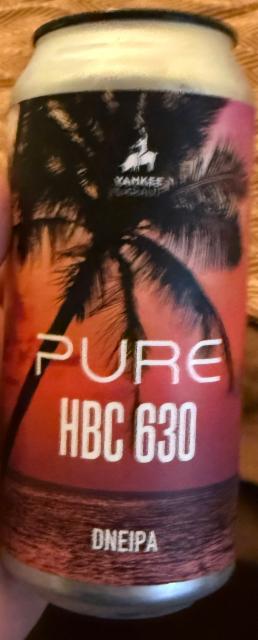 YANKEE
PURE
HBC 630
DNEIPA